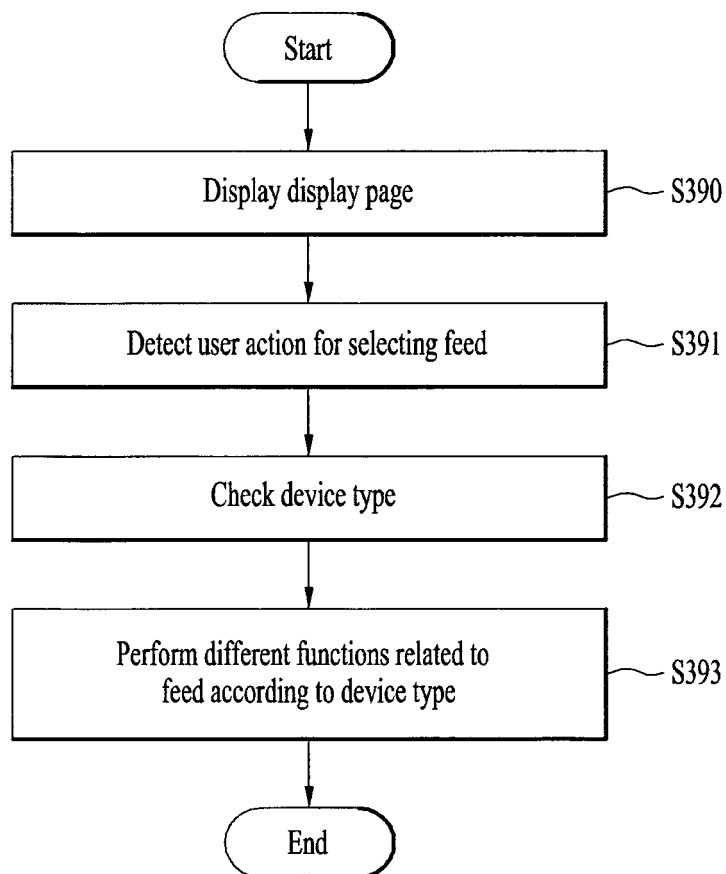 Start
Display display page
S390
Detect user action for selecting feed
S391
Check device type
S392
Perform different functions related to
feed according to device type
S393
End